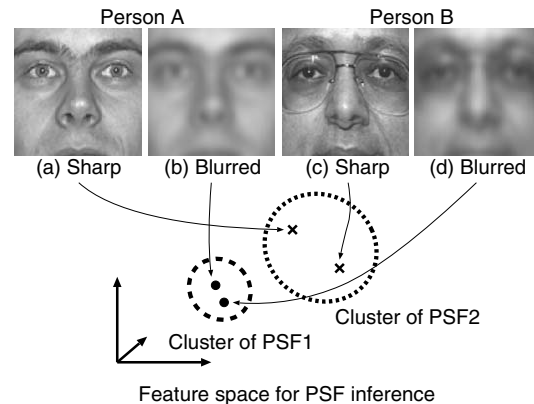 Person A Person B
(a) Sharp (b) Blurred (c) Sharp (d) Blurred
Cluster of PSF2
Cluster of PSF1
Feature space for PSF inference